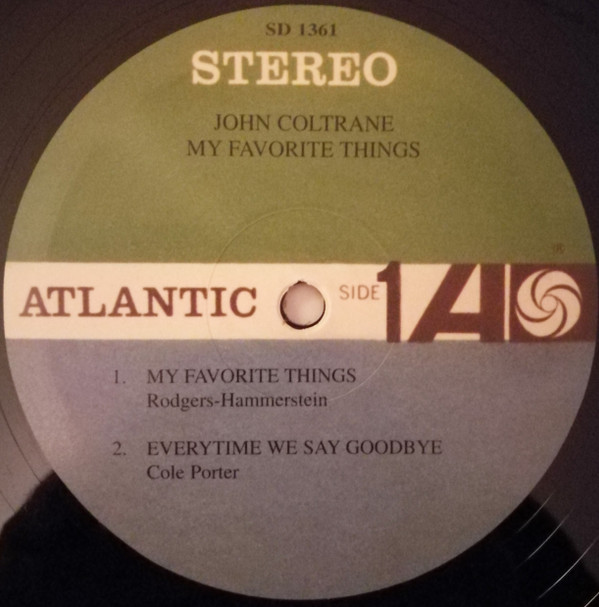 SD 1361
STEREO
JOHN COLTRANE
MY FAVORITE THINGS
ATLANTIC
SIDE 1 A
1. MY FAVORITE THINGS
Rodgers-Hammerstein
2. EVERYTIME WE SAY GOODBYE
Cole Porter